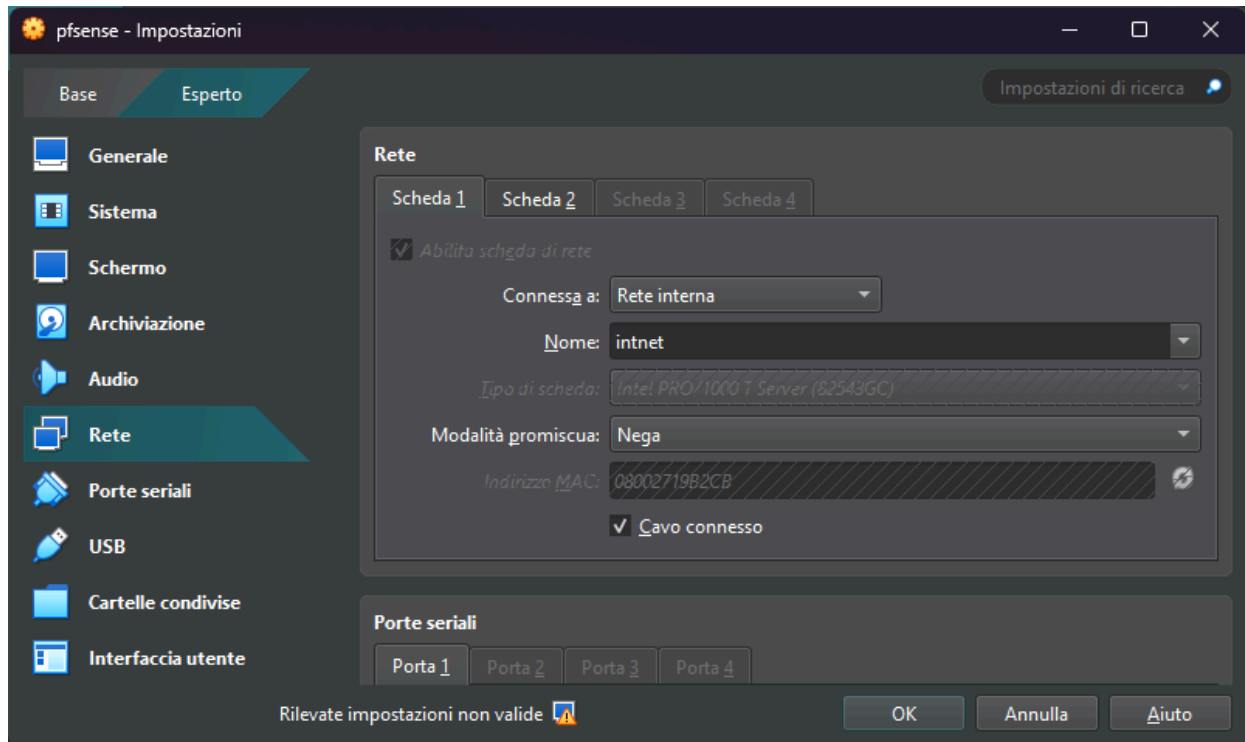 pfsense - Impostazioni
Base Esperto Impostazioni di ricerca
Generale
Sistema
Schermo
Archiviazione
Audio
Rete
Porte seriali
USB
Cartelle condivise
Interfaccia utente
Rete
Scheda 1 Scheda 2 Scheda 3 Scheda 4
Abilita scheda di rete
Connessa a: Rete interna
Nome: intnet
Tipo di scheda: Intel PRO/1000 T Server (82543GC)
Modalità promiscua: Nega
Indirizzo MAC: 08002719B2CB
Cavo connesso
Porte seriali
Porta 1 Porta 2 Porta 3 Porta 4
Rilevate impostazioni non valide OK Annulla Aiuto